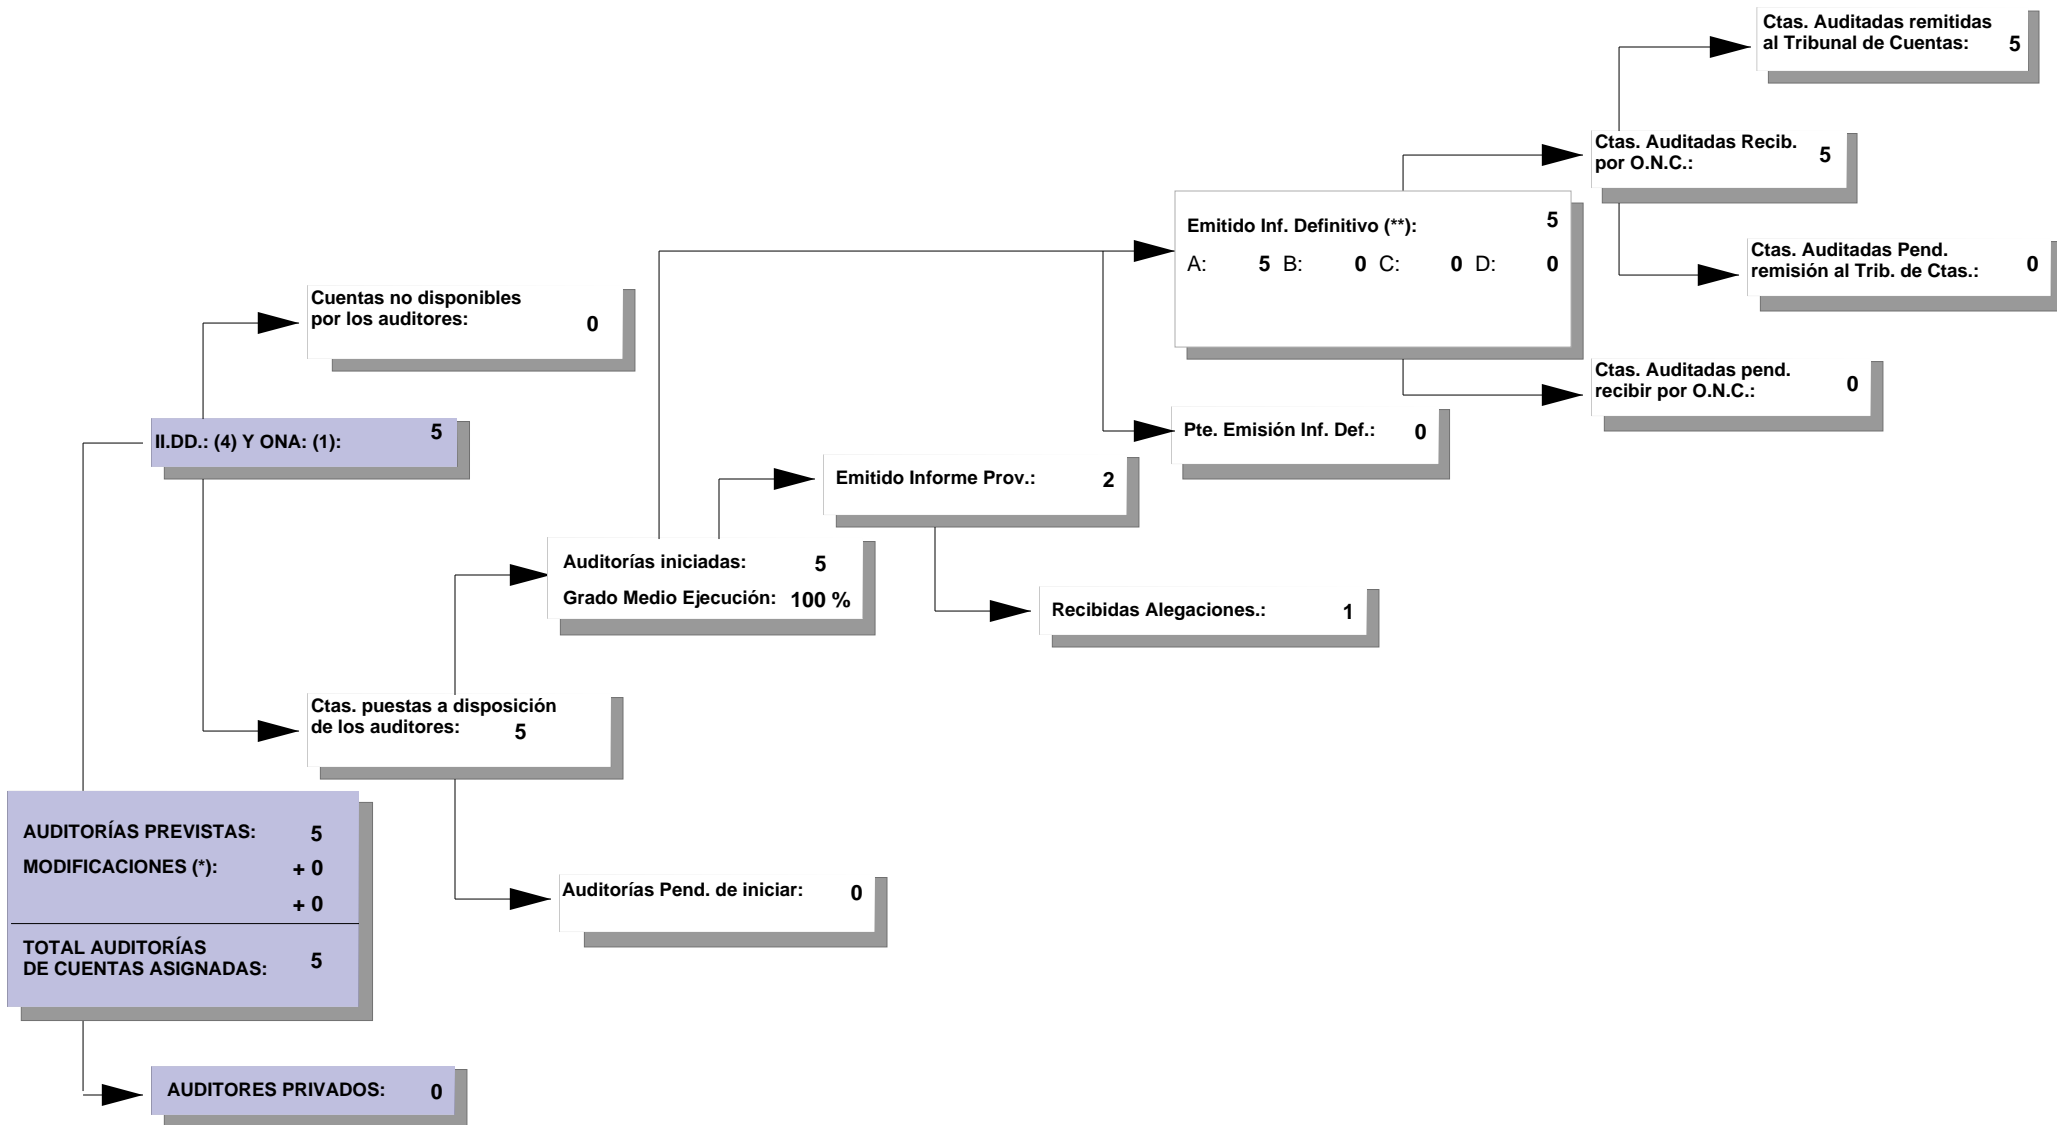 Ctas. Auditadas remitidas
al Tribunal de Cuentas: 5
Ctas. Auditadas Recib.
por O.N.C.: 5
Emitido Inf. Definitivo (**): 5
A: 5 B: 0 C: 0 D: 0
Ctas. Auditadas Pend.
remisión al Trib. de Ctas.: 0
Cuentas no disponibles
por los auditores: 0
Ctas. Auditadas pend.
recibir por O.N.C.: 0
II.DD.: (4) Y ONA: (1): 5
Pte. Emisión Inf. Def.: 0
Emitido Informe Prov.: 2
Auditorías iniciadas: 5
Grado Medio Ejecución: 100 %
Recibidas Alegaciones.: 1
Ctas. puestas a disposición
de los auditores: 5
AUDITORÍAS PREVISTAS: 5
MODIFICACIONES (*): + 0
+ 0
TOTAL AUDITORÍAS
DE CUENTAS ASIGNADAS: 5
Auditorías Pend. de iniciar: 0
AUDITORES PRIVADOS: 0